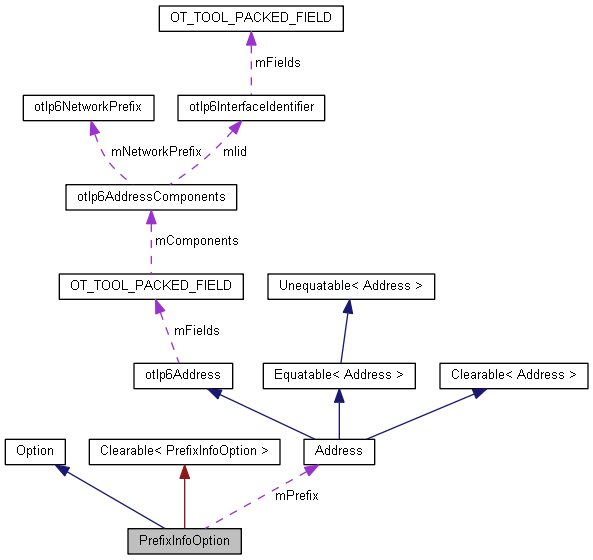 OT_TOOL_PACKED_FIELD
mFields
otIp6NetworkPrefix
otIp6InterfaceIdentifier
mNetworkPrefix
mIid
otIp6AddressComponents
mComponents
OT_TOOL_PACKED_FIELD
Unequatable< Address >
mFields
otIp6Address
Equatable< Address >
Clearable< Address >
Option
Clearable< PrefixInfoOption >
Address
mPrefix
PrefixInfoOption